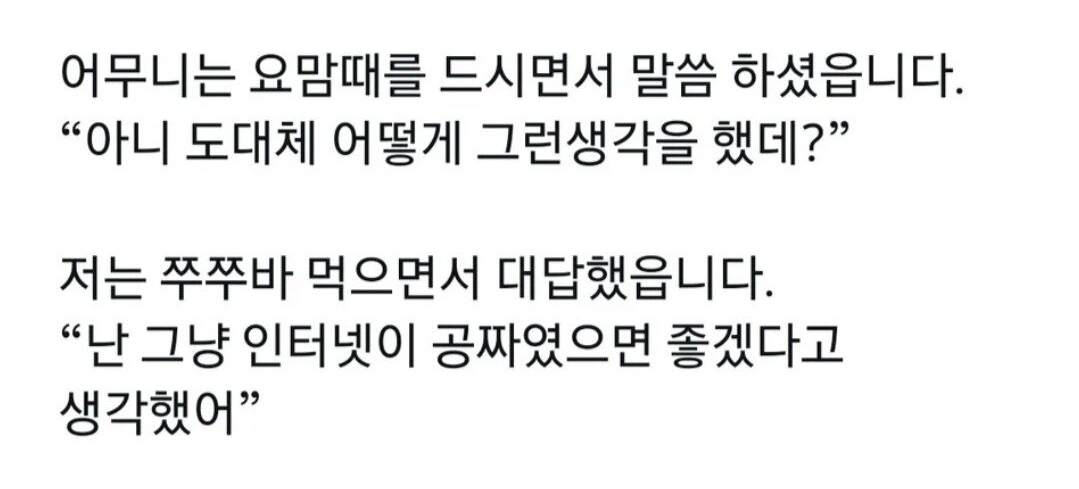 어무니는 요맘때를 드시면서 말씀 하셨읍니다.
“아니 도대체 어떻게 그런생각을 했데?”
저는 쭈쭈바 먹으면서 대답했읍니다.
“난 그냥 인터넷이 공짜였으면 좋겠다고
생각했어”